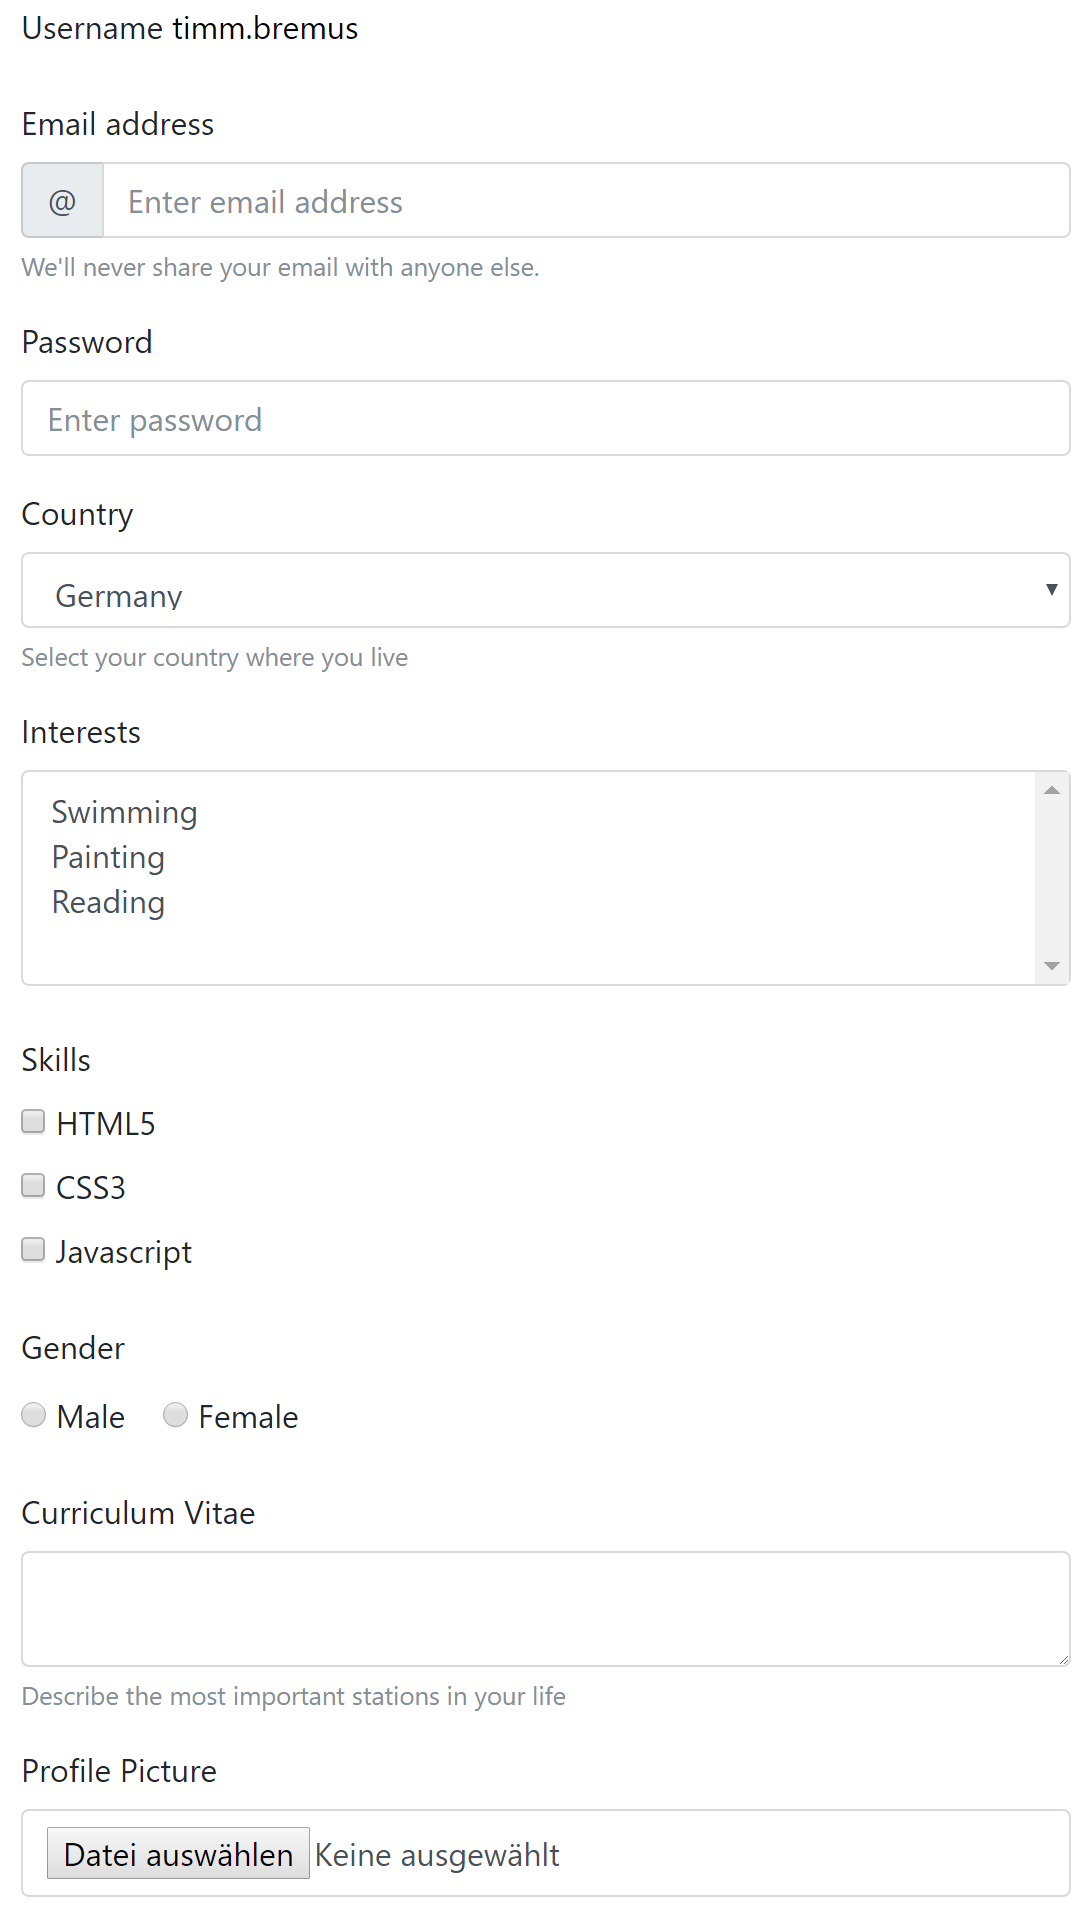 Username timm.bremus
Email address
@ Enter email address
We'll never share your email with anyone else.
Password
Enter password
Country
Germany
Select your country where you live
Interests
Swimming
Painting
Reading
Skills
HTML5
CSS3
Javascript
Gender
Male Female
Curriculum Vitae
Describe the most important stations in your life
Profile Picture
Datei auswählen Keine ausgewählt